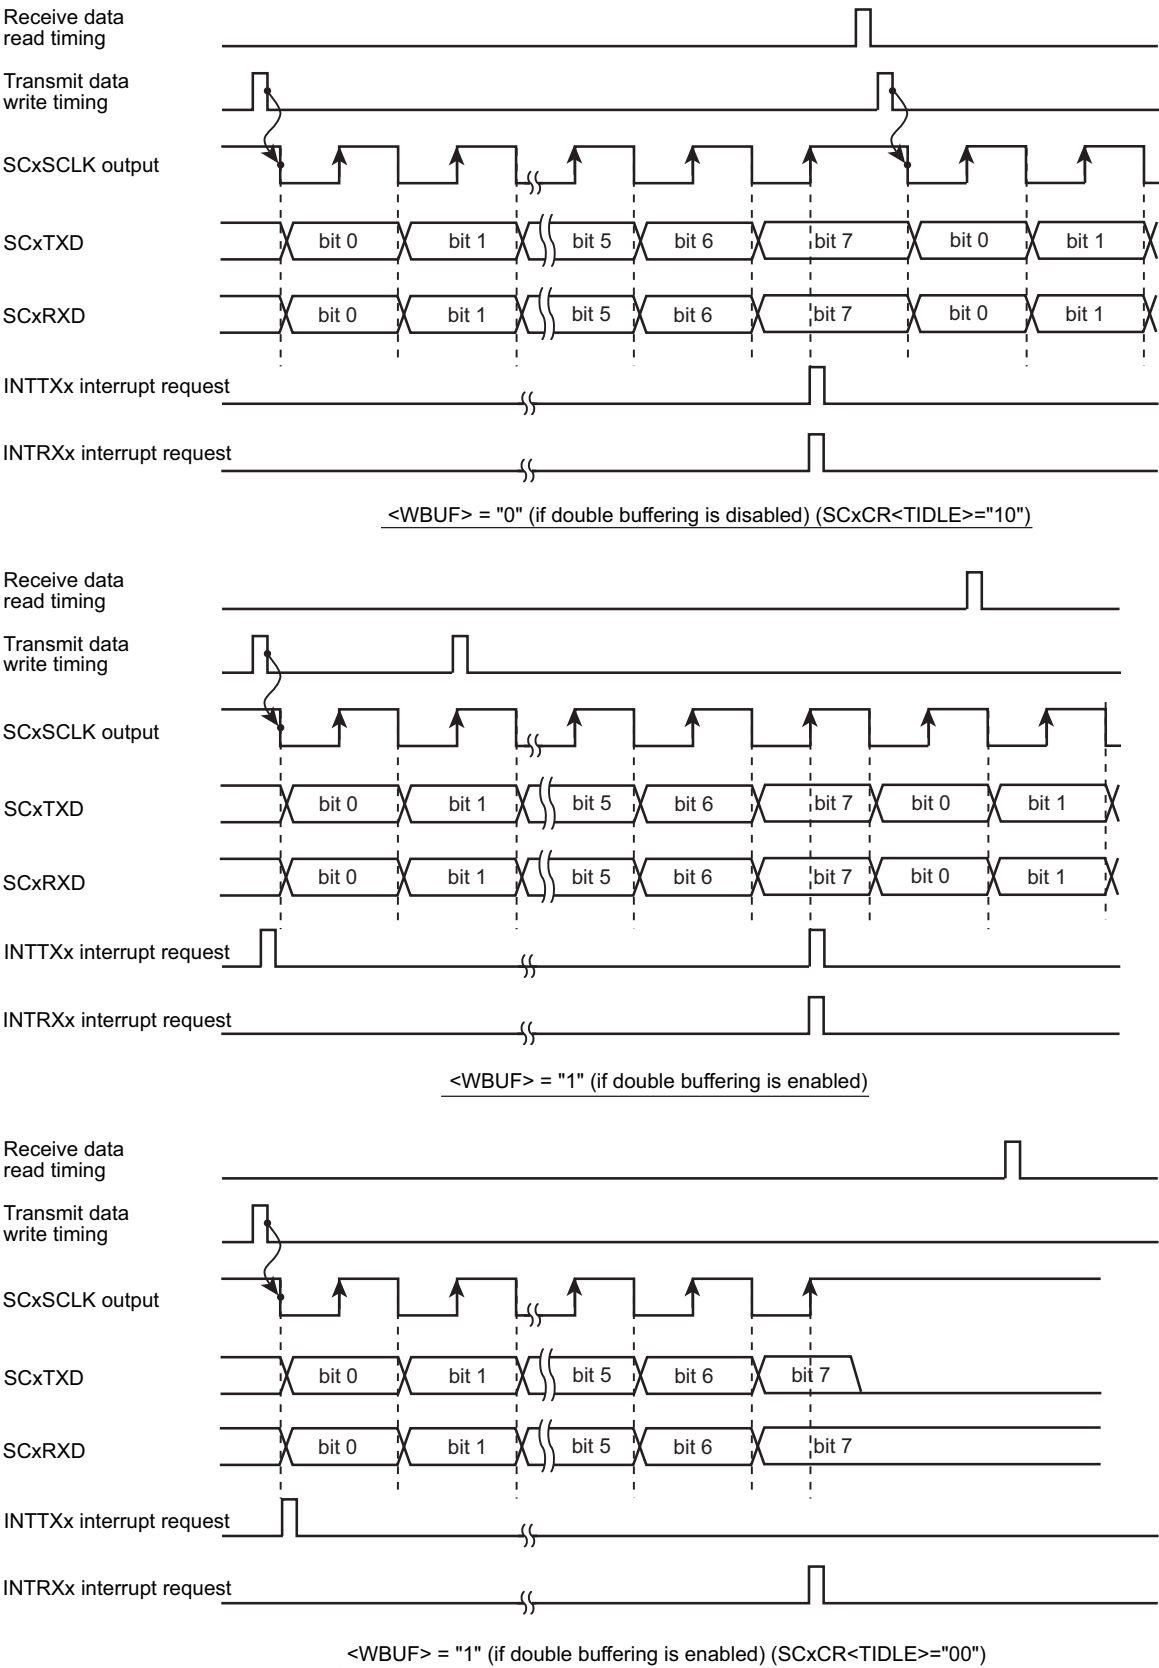 Receive data
read timing
Transmit data
write timing
SCxSCLK output
SCxTXD
bit 0 bit 1 bit 5 bit 6 bit 7 bit 0 bit 1
SCxRXD
bit 0 bit 1 bit 5 bit 6 bit 7 bit 0 bit 1
INTTXx interrupt request
INTRXx interrupt request
<WBUF> = "0" (if double buffering is disabled) (SCxCR<TIDLE>="10")
Receive data
read timing
Transmit data
write timing
SCxSCLK output
SCxTXD
bit 0 bit 1 bit 5 bit 6 bit 7 bit 0 bit 1
SCxRXD
bit 0 bit 1 bit 5 bit 6 bit 7 bit 0 bit 1
INTTXx interrupt request
INTRXx interrupt request
<WBUF> = "1" (if double buffering is enabled)
Receive data
read timing
Transmit data
write timing
SCxSCLK output
SCxTXD
bit 0 bit 1 bit 5 bit 6 bit 7
SCxRXD
bit 0 bit 1 bit 5 bit 6 bit 7
INTTXx interrupt request
INTRXx interrupt request
<WBUF> = "1" (if double buffering is enabled) (SCxCR<TIDLE>="00")